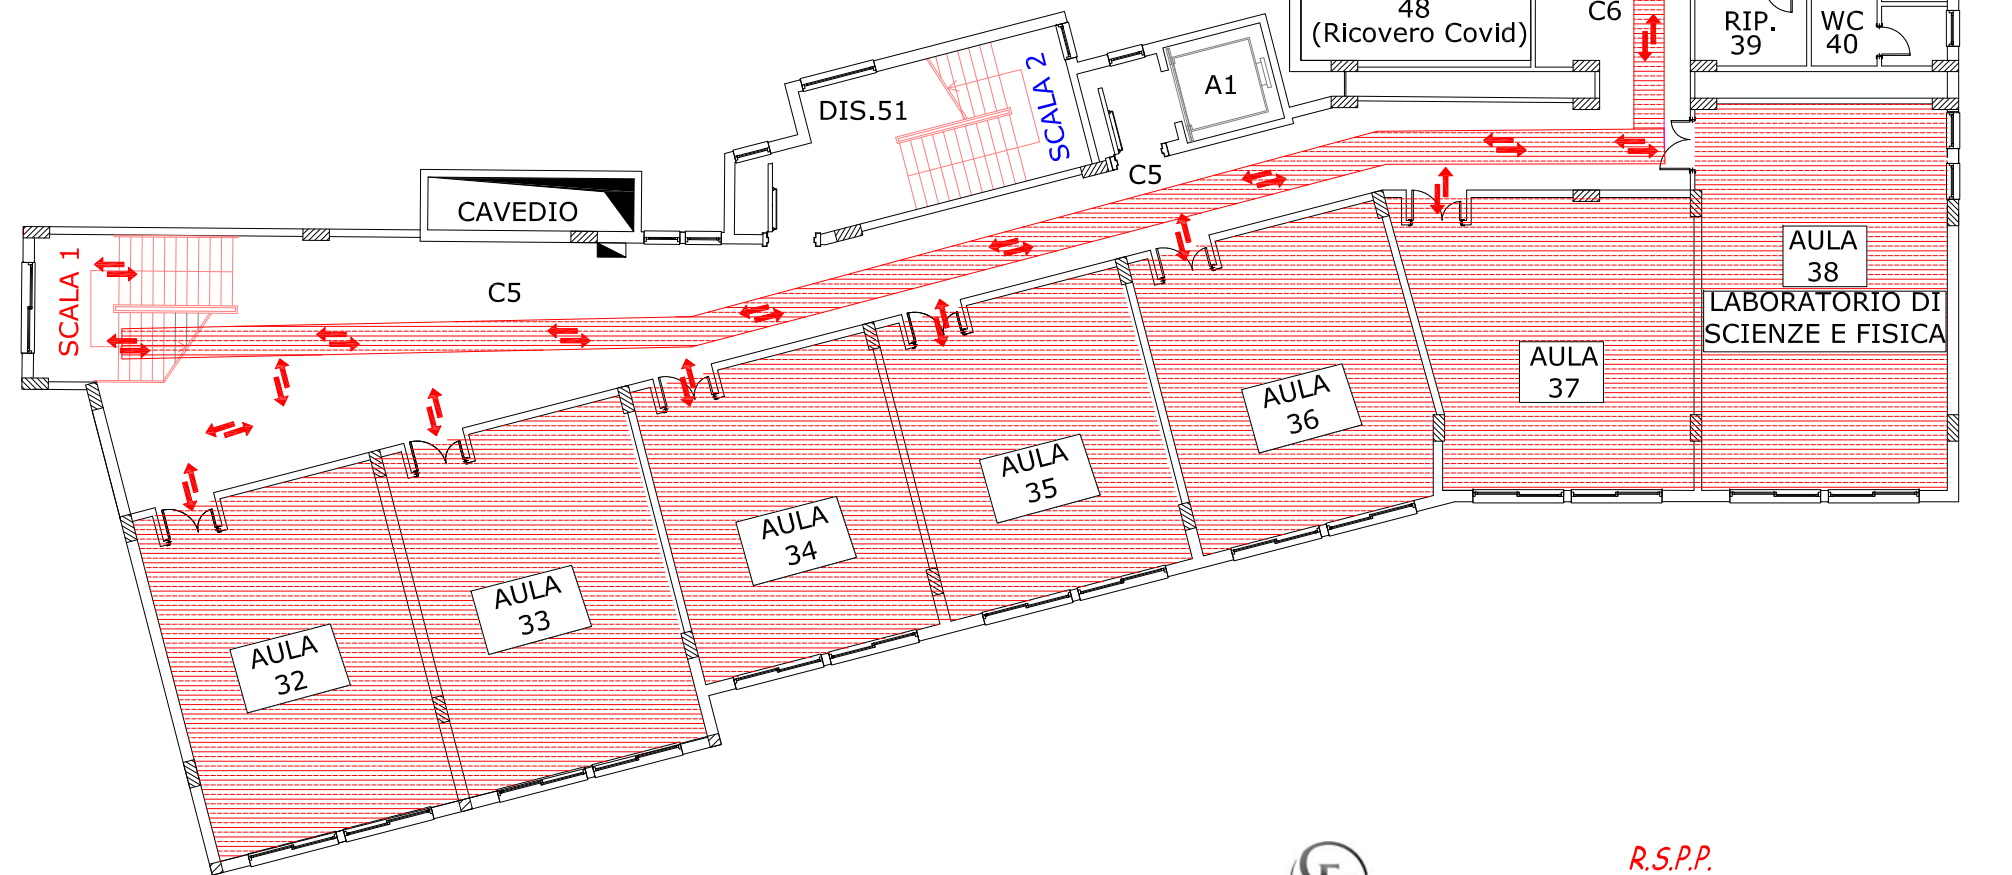 48
(Ricovero Covid)
C6
RIP.
39
WC
40
A1
DIS.51
SCALA 2
C5
CAVEDIO
SCALA 1
C5
AULA
38
LABORATORIO DI
SCIENZE E FISICA
AULA
37
AULA
36
AULA
35
AULA
34
AULA
33
AULA
32
R.S.P.P.